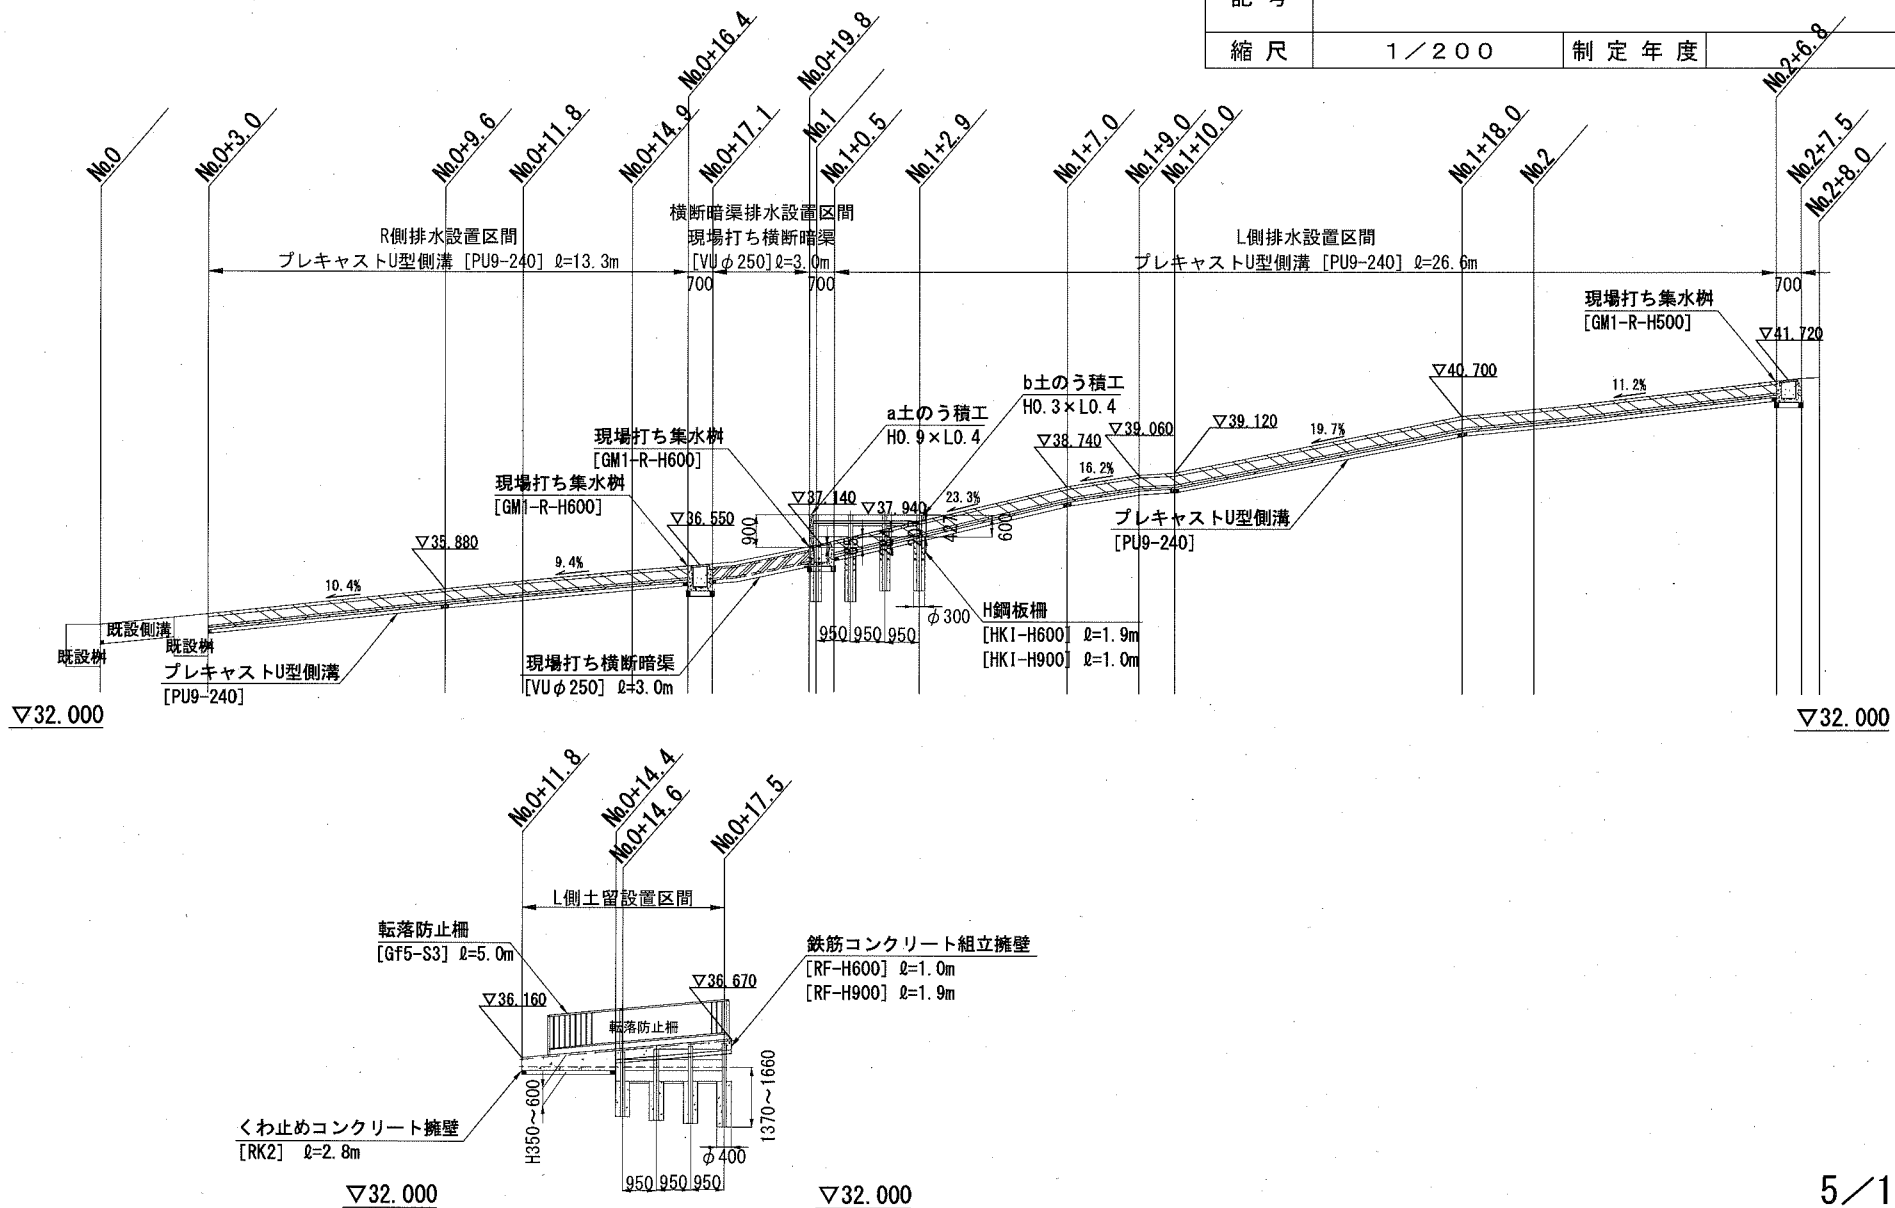 縮尺
1／200
制定年度
No.0
No.0+3.0
No.0+9.6
No.0+11.8
No.0+14.9
No.0+16.4
No.0+17.1
No.0+19.8
No.1
No.1+0.5
No.1+2.9
No.1+7.0
No.1+9.0
No.1+10.0
No.1+18.0
No.2
No.2+6.8
No.2+7.5
No.2+8.0
R側排水設置区間
プレキャストU型側溝 [PU9-240] ℓ=13.3m
横断暗渠排水設置区間
現場打ち横断暗渠
[VUφ250]ℓ=3.0m
700
700
L側排水設置区間
プレキャストU型側溝 [PU9-240] ℓ=26.6m
700
現場打ち集水桝
[GM1-R-H500]
▽41.720
▽40.700
11.2%
b土のう積工
H0.3×L0.4
a土のう積工
H0.9×L0.4
▽38.740
▽39.060
▽39.120
19.7%
16.2%
現場打ち集水桝
[GM1-R-H600]
現場打ち集水桝
[GM1-R-H600]
▽37.140
▽37.940
23.3%
900
427
600
プレキャストU型側溝
[PU9-240]
▽36.550
▽35.880
9.4%
10.4%
既設側溝
既設桝
既設桝
プレキャストU型側溝
[PU9-240]
現場打ち横断暗渠
[VUφ250] ℓ=3.0m
950
950
950
φ300
H鋼板柵
[HKI-H600] ℓ=1.9m
[HKI-H900] ℓ=1.0m
▽32.000
▽32.000
No.0+11.8
No.0+14.4
No.0+14.6
No.0+17.5
L側土留設置区間
転落防止柵
[Gf5-S3] ℓ=5.0m
鉄筋コンクリート組立擁壁
[RF-H600] ℓ=1.0m
[RF-H900] ℓ=1.9m
▽36.160
▽36.670
転落防止柵
H350～600
1370～1660
くわ止めコンクリート擁壁
[RK2] ℓ=2.8m
φ400
950
950
950
▽32.000
▽32.000
5／1